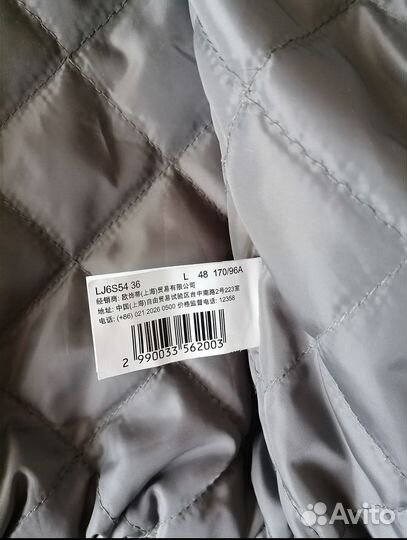 LJ6S54 36 L 48 170/96A
经销商: 欧饰蒂(上海)贸易有限公司
地址: 中国(上海)自由贸易试验区台中南路2号223室
电话: (+86) 021 2026 0500 价格监督电话: 12358
2 990033 562003
Avito